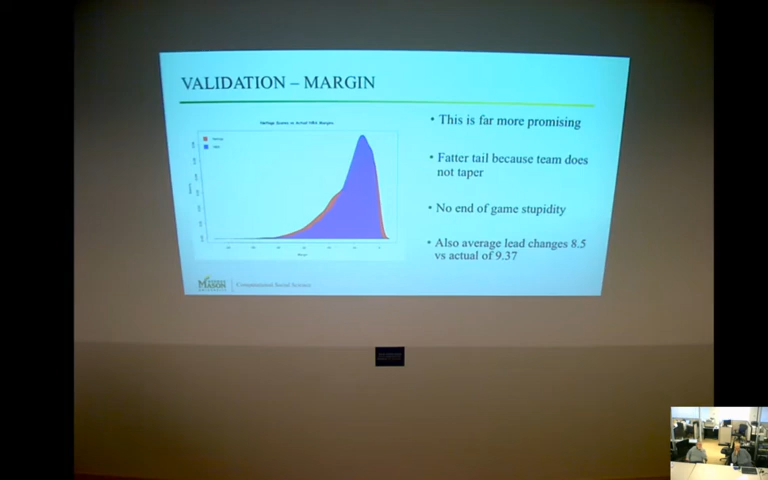 VALIDATION – MARGIN
• This is far more promising
• Fatter tail because team does
not taper
• No end of game stupidity
• Also average lead changes 8.5
vs actual of 9.37
MASON
Computational Social Science